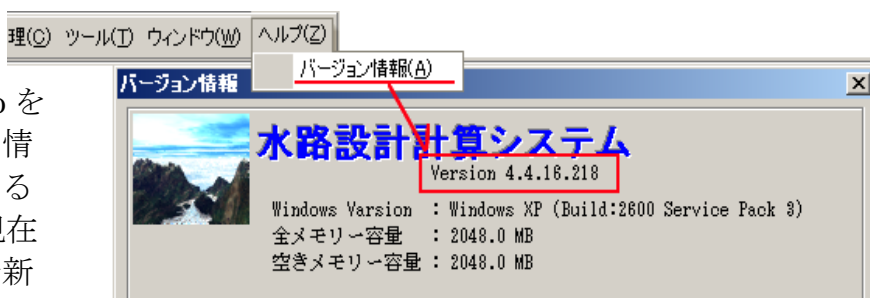 理(C) ツール(T) ウィンドウ(W) ヘルプ(Z)
バージョン情報(A)
バージョン情報
を
情
る
在
新
水路設計計算システム
Version 4.4.16.218
Windows Varsion : Windows XP (Build:2600 Service Pack 3)
全メモリー容量 : 2048.0 MB
空きメモリー容量 : 2048.0 MB